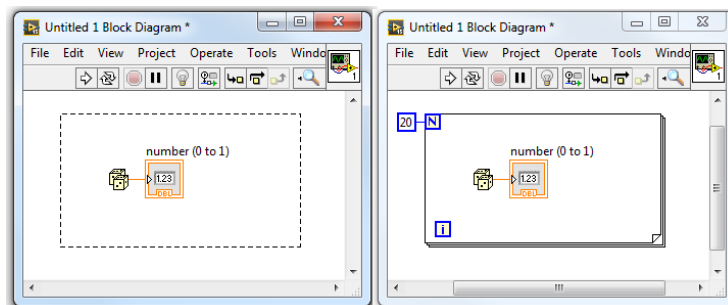 Untitled 1 Block Diagram *
File Edit View Project Operate Tools Windo
1
number (0 to 1)
1.23
DBL
Untitled 1 Block Diagram *
File Edit View Project Operate Tools Windo
20 N
number (0 to 1)
1.23
DBL
i